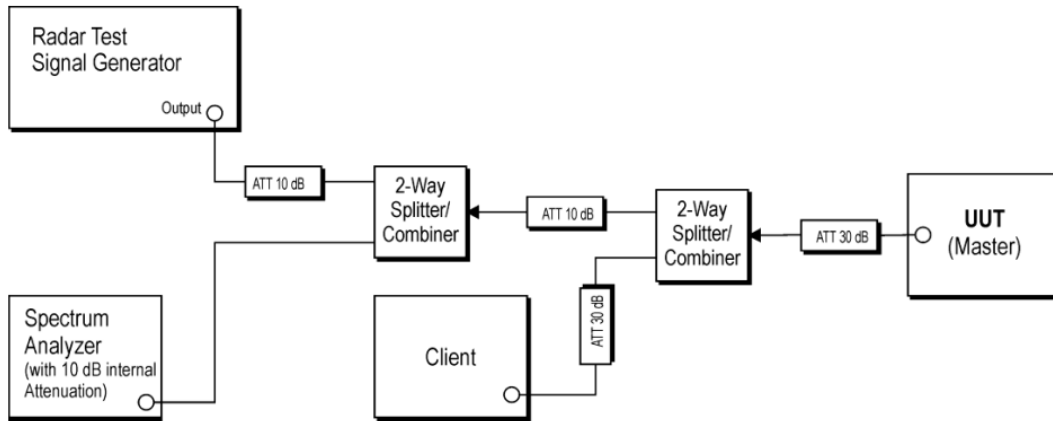 Radar Test
Signal Generator
Output
ATT 10 dB
2-Way
Splitter/
Combiner
ATT 10 dB
2-Way
Splitter/
Combiner
ATT 30 dB
UUT
(Master)
Spectrum
Analyzer
(with 10 dB internal
Attenuation)
Client
ATT 30 dB